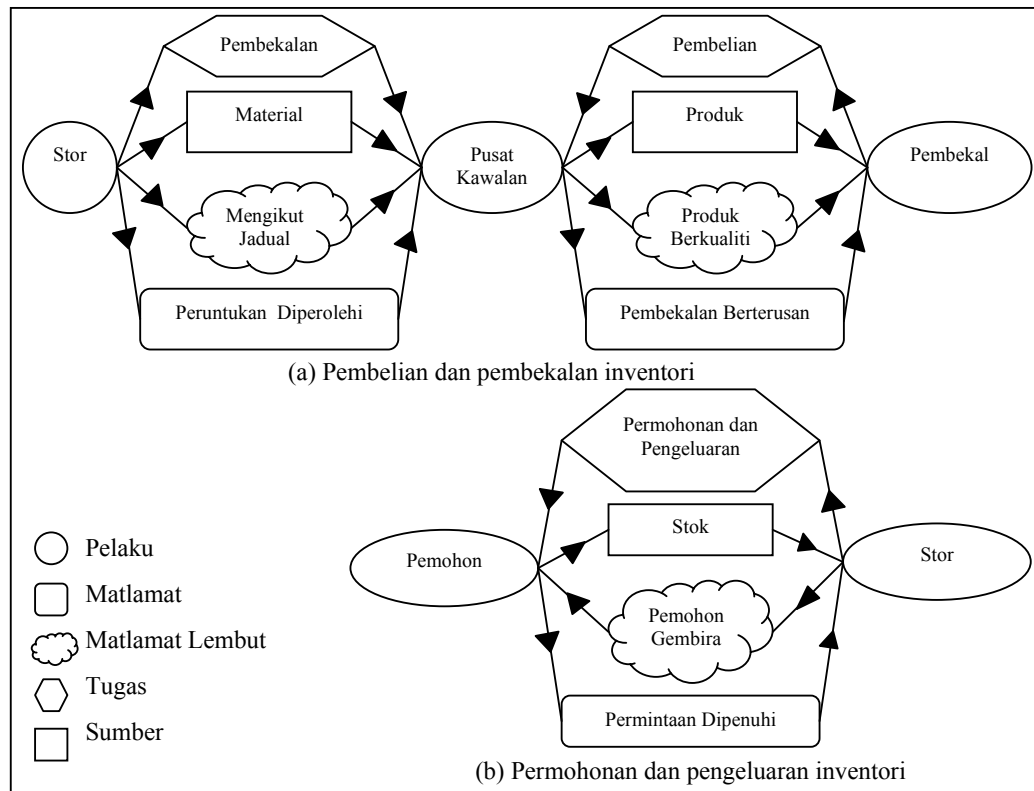 Pembekalan
Material
Stor
Mengikut
Jadual
Peruntukan Diperolehi
Pusat
Kawalan
Pembelian
Produk
Produk
Berkualiti
Pembekalan Berterusan
Pembekal
(a) Pembelian dan pembekalan inventori
Permohonan dan
Pengeluaran
Stok
Pemohon
Stor
Pemohon
Gembira
Permintaan Dipenuhi
Pelaku
Matlamat
Matlamat Lembut
Tugas
Sumber
(b) Permohonan dan pengeluaran inventori